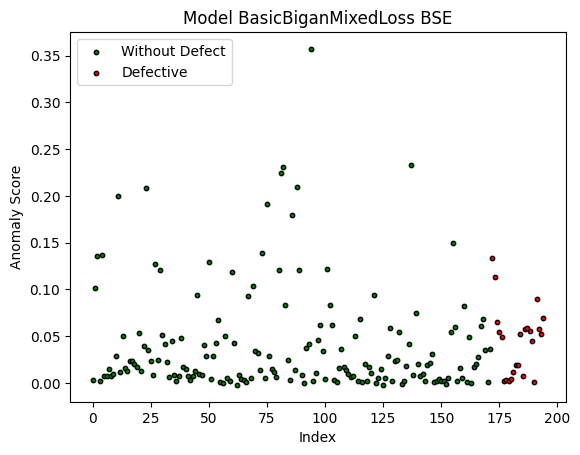 Model BasicBiganMixedLoss BSE
Without Defect
Defective
Anomaly Score
0.35
0.30
0.25
0.20
0.15
0.10
0.05
0.00
0 25 50 75 100 125 150 175 200
Index